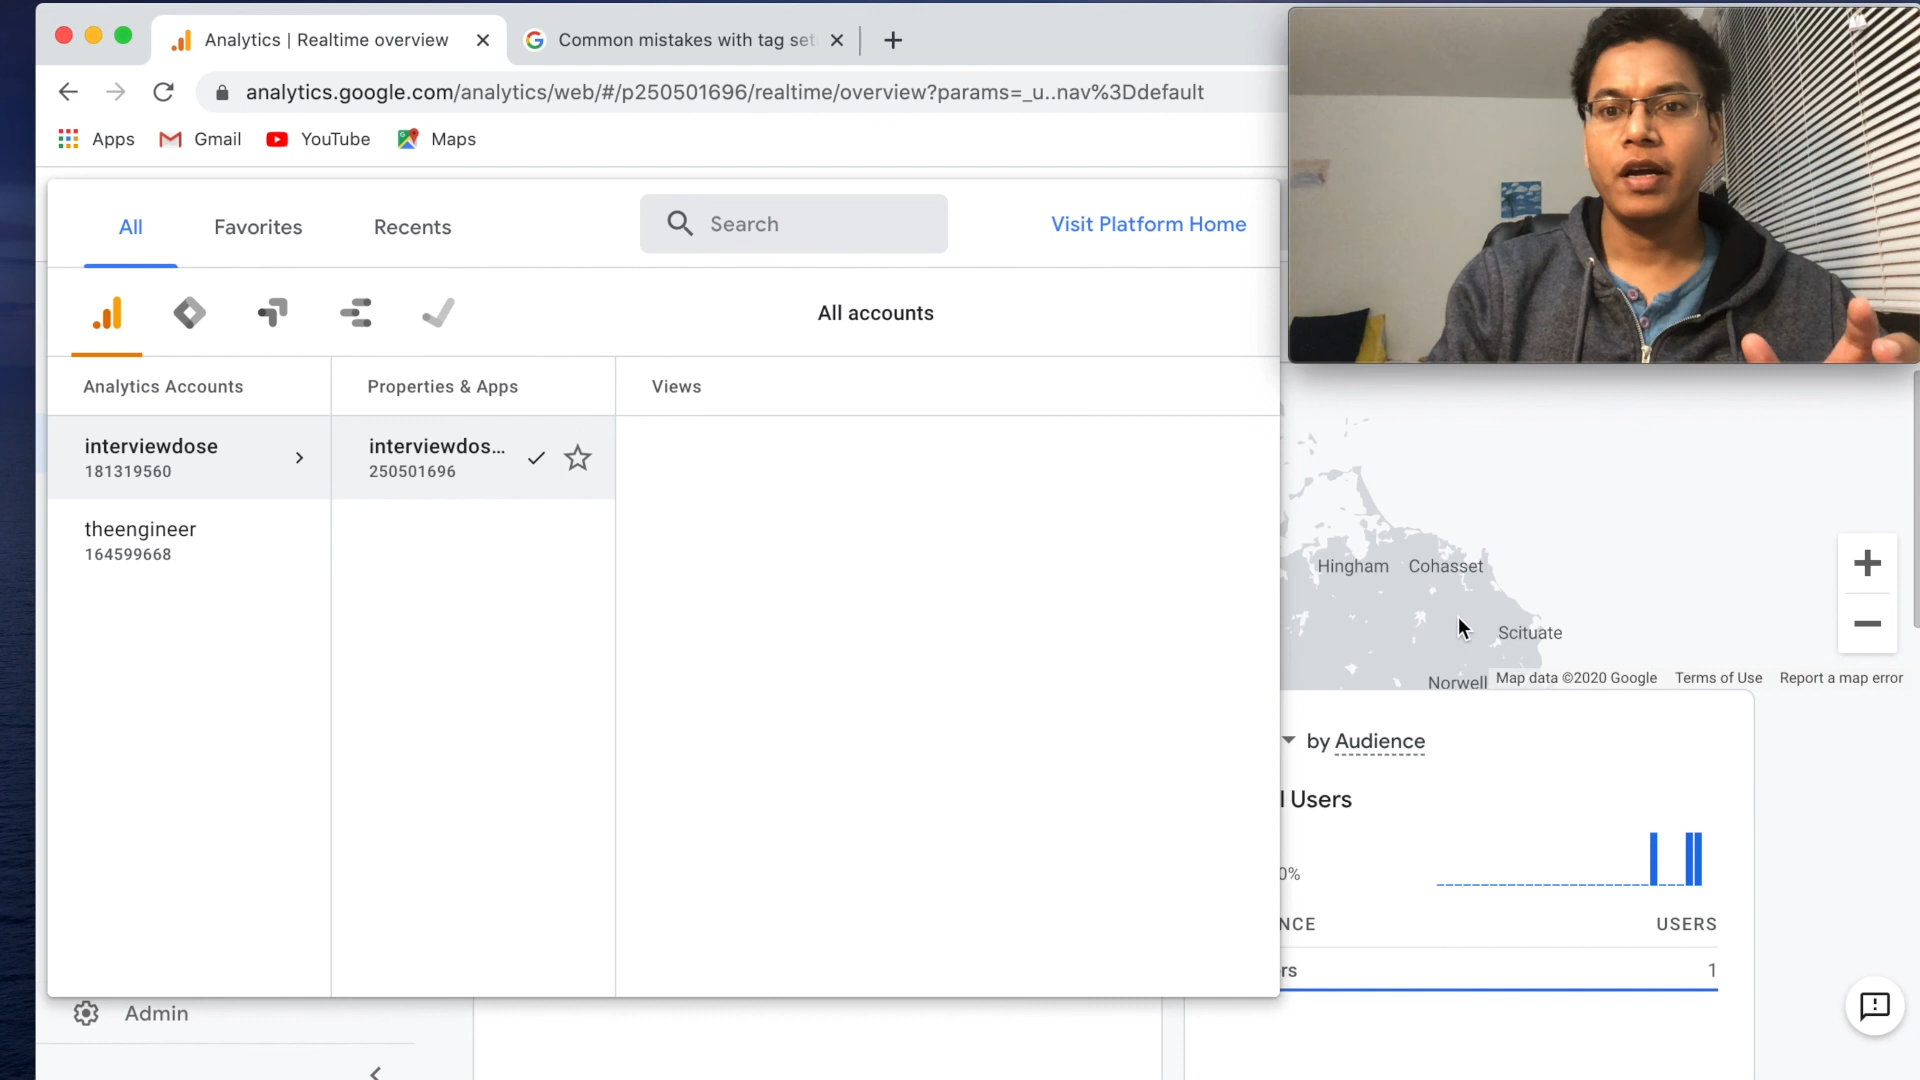 Analytics | Realtime overview
Common mistakes with tag set
analytics.google.com/analytics/web/#/p250501696/realtime/overview?params=_u..nav%3Ddefault
Apps
Gmail
YouTube
Maps
All
Favorites
Recents
Search
Visit Platform Home
All accounts
Analytics Accounts
Properties & Apps
Views
interviewdose
181319560
interviewdos...
250501696
theengineer
164599668
Hingham
Cohasset
Scituate
Norwell
Map data ©2020 Google
Terms of Use
Report a map error
by Audience
Users
0%
NCE
USERS
rs
1
Admin